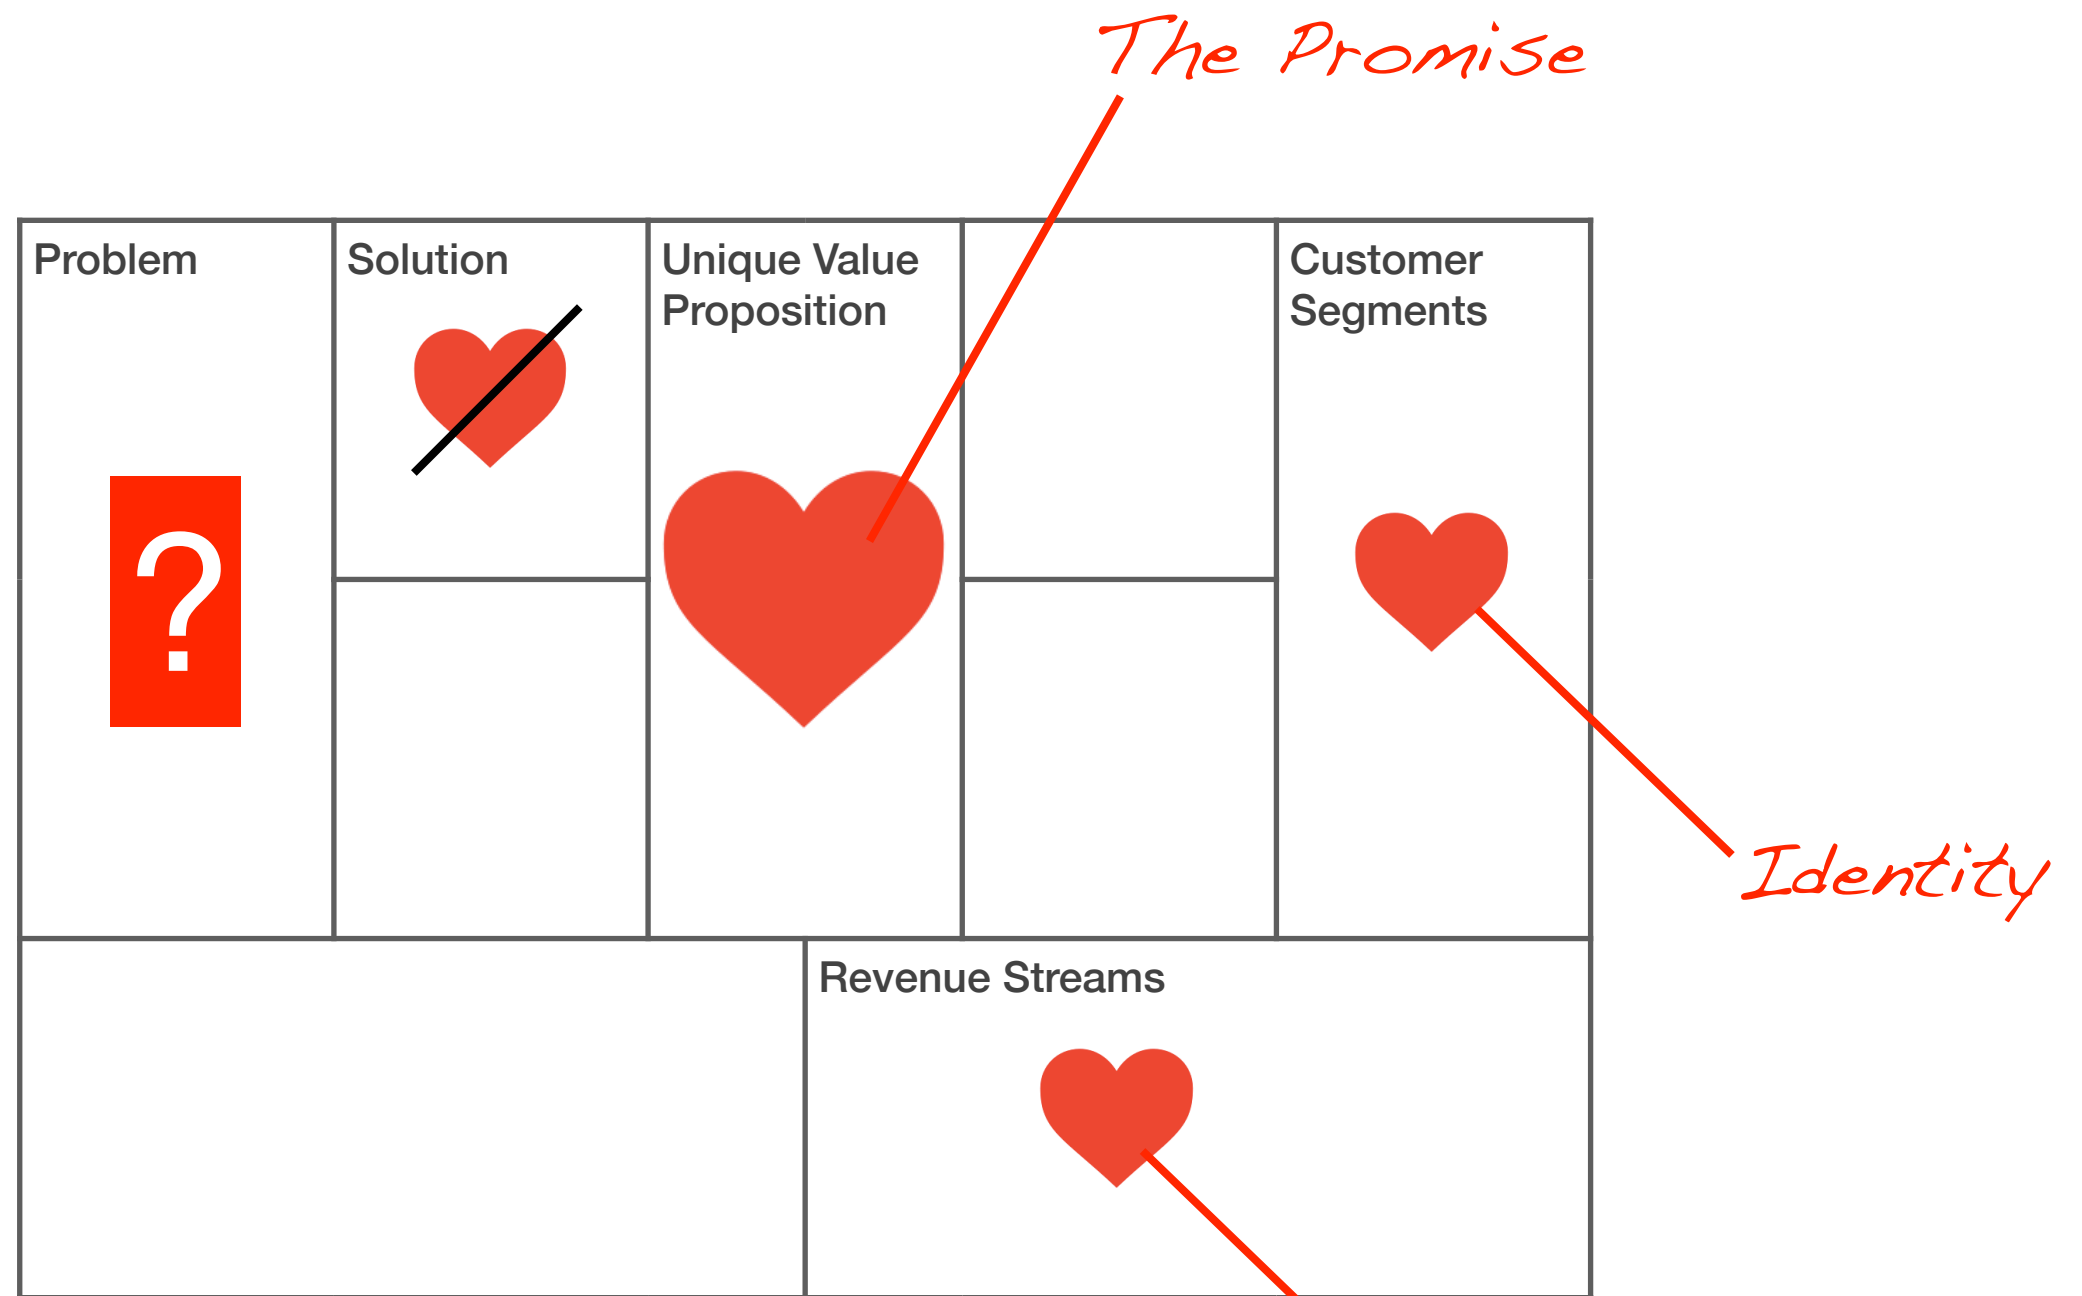 The Promise
Problem
Solution
Unique Value
Proposition
Customer
Segments
?
Identity
Revenue Streams